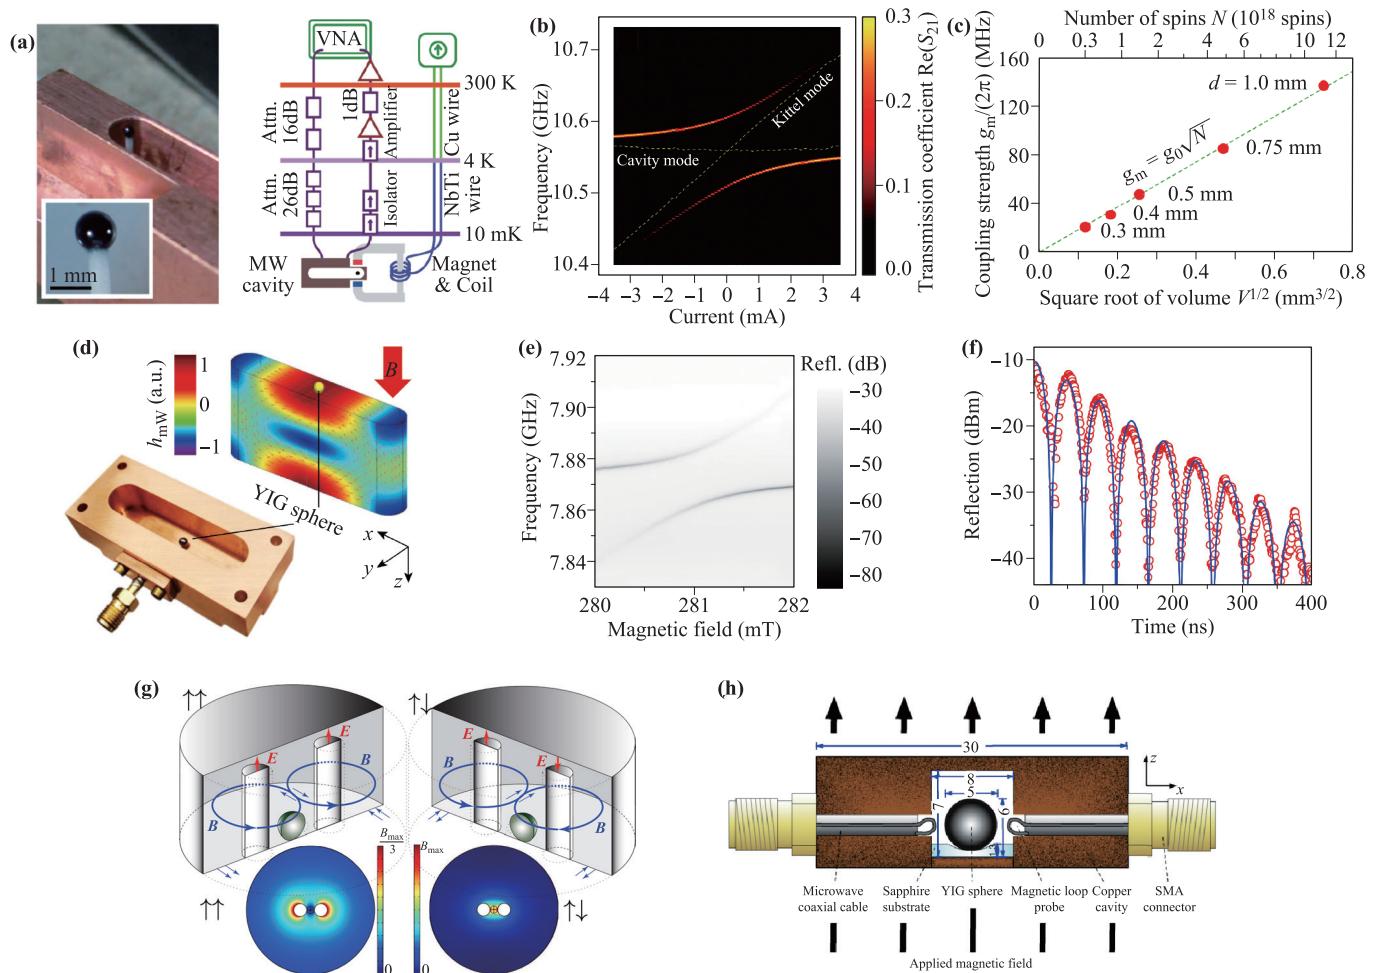 (a)
1 mm
VNA
300 K
Attn.
16dB
1dB
Amplifier
Cu wire
4 K
Attn.
26dB
Isolator
NbTi
wire
10 mK
MW
cavity
Magnet
& Coil
(b)
Frequency (GHz)
10.7
10.6
10.5
10.4
Kittel mode
Cavity mode
−4 −3 −2 −1 0 1 2 3 4
Current (mA)
0.3
0.2
0.1
0.0
Transmission coefficient Re(S21)
(c)
Number of spins N (10^18 spins)
0 0.3 1 2 5 8 10 12
Coupling strength gm/(2π) (MHz)
160
120
80
40
0
d = 1.0 mm
0.75 mm
gm = g0√N
0.5 mm
0.4 mm
0.3 mm
0.0 0.2 0.4 0.6 0.8
Square root of volume V^1/2 (mm^3/2)
(d)
hmW (a.u.)
1
0
−1
B
YIG sphere
x
y
z
(e)
Frequency (GHz)
7.92
7.90
7.88
7.86
7.84
280 281 282
Magnetic field (mT)
Refl. (dB)
−30
−40
−50
−60
−70
−80
(f)
Reflection (dBm)
−10
−20
−30
−40
0 100 200 300 400
Time (ns)
(g)
↑↑
E
E
B
B
↑↓
E
E
B
B
Bmax
3
0
Bmax
0
↑↑
↑↓
(h)
30
8
5
7
6
z
x
Microwave
coaxial cable
Sapphire
substrate
YIG sphere
Magnetic loop
probe
Copper
cavity
SMA
connector
Applied magnetic field